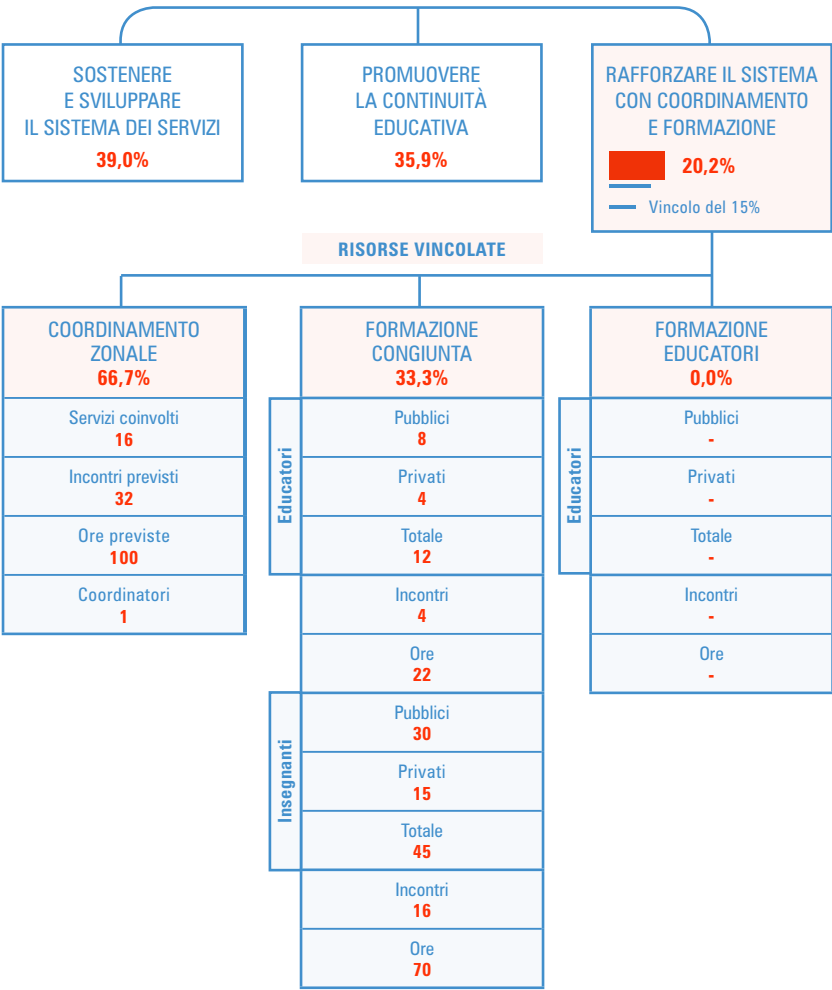 SOSTENERE
E SVILUPPARE
IL SISTEMA DEI SERVIZI
39,0%
PROMUOVERE
LA CONTINUITÀ
EDUCATIVA
35,9%
RAFFORZARE IL SISTEMA
CON COORDINAMENTO
E FORMAZIONE
20,2%
Vincolo del 15%
RISORSE VINCOLATE
COORDINAMENTO
ZONALE
66,7%
Servizi coinvolti
16
Incontri previsti
32
Ore previste
100
Coordinatori
1
FORMAZIONE
CONGIUNTA
33,3%
Educatori
Pubblici
8
Privati
4
Totale
12
Incontri
4
Ore
22
Insegnanti
Pubblici
30
Privati
15
Totale
45
Incontri
16
Ore
70
FORMAZIONE
EDUCATORI
0,0%
Educatori
Pubblici
-
Privati
-
Totale
-
Incontri
-
Ore
-